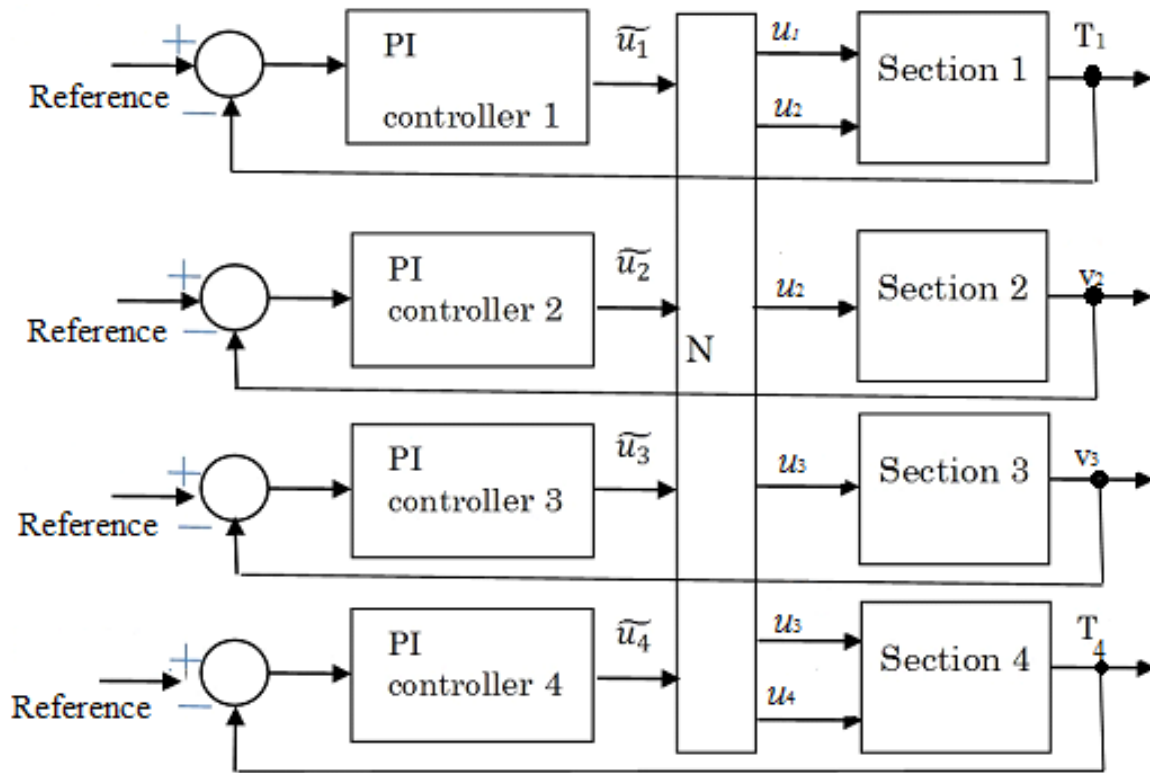 +
Reference
−
PI
controller 1
ũ₁
u₁
u₂
Section 1
T₁
+
Reference
−
PI
controller 2
ũ₂
N
u₂
Section 2
v₂
+
Reference
−
PI
controller 3
ũ₃
u₃
Section 3
v₃
+
Reference
−
PI
controller 4
ũ₄
u₃
u₄
Section 4
T₄